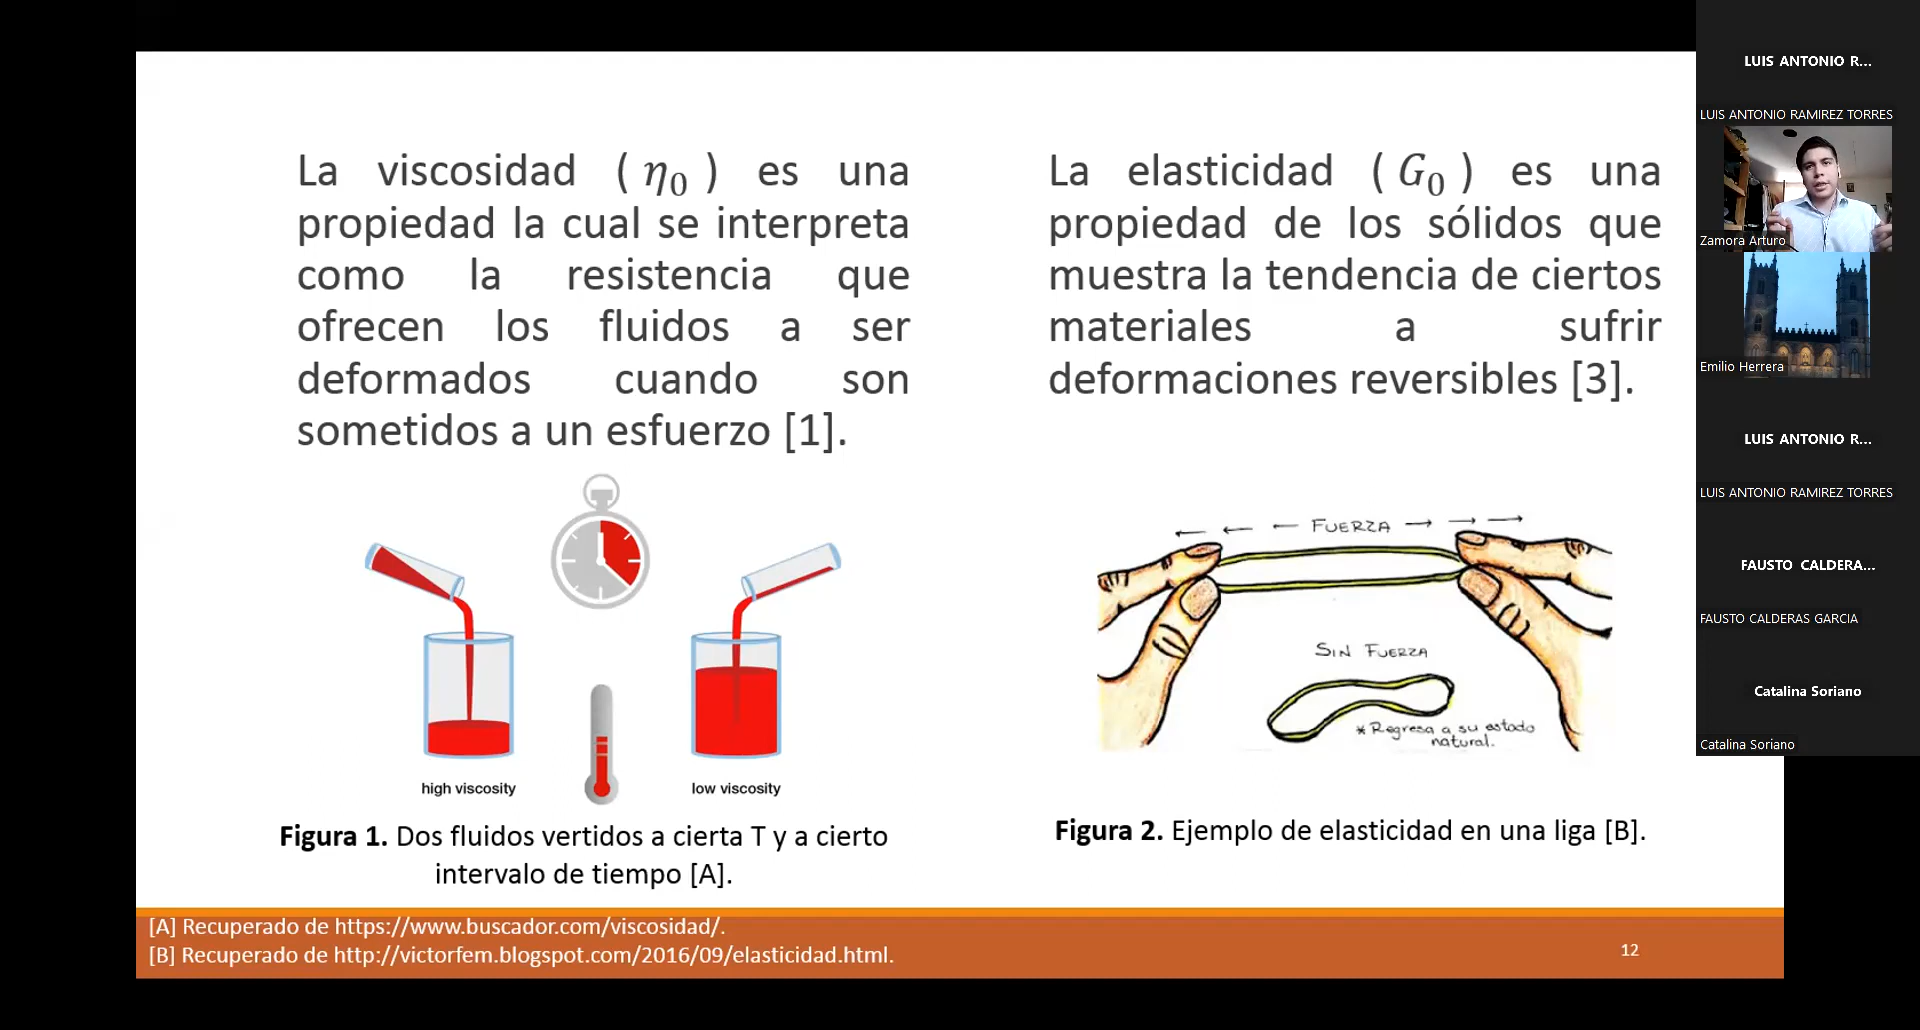 La viscosidad ( η0 ) es una
propiedad la cual se interpreta
como la resistencia que
ofrecen los fluidos a ser
deformados cuando son
sometidos a un esfuerzo [1].
high viscosity
low viscosity
Figura 1. Dos fluidos vertidos a cierta T y a cierto
intervalo de tiempo [A].
La elasticidad ( G0 ) es una
propiedad de los sólidos que
muestra la tendencia de ciertos
materiales a sufrir
deformaciones reversibles [3].
← ← ← FUERZA → → →
SIN FUERZA
* Regresa a su estado
natural.
Figura 2. Ejemplo de elasticidad en una liga [B].
[A] Recuperado de https://www.buscador.com/viscosidad/.
[B] Recuperado de http://victorfem.blogspot.com/2016/09/elasticidad.html.
12
LUIS ANTONIO R...
LUIS ANTONIO RAMIREZ TORRES
Zamora Arturo
Emilio Herrera
LUIS ANTONIO R...
LUIS ANTONIO RAMIREZ TORRES
FAUSTO CALDERA...
FAUSTO CALDERAS GARCIA
Catalina Soriano
Catalina Soriano